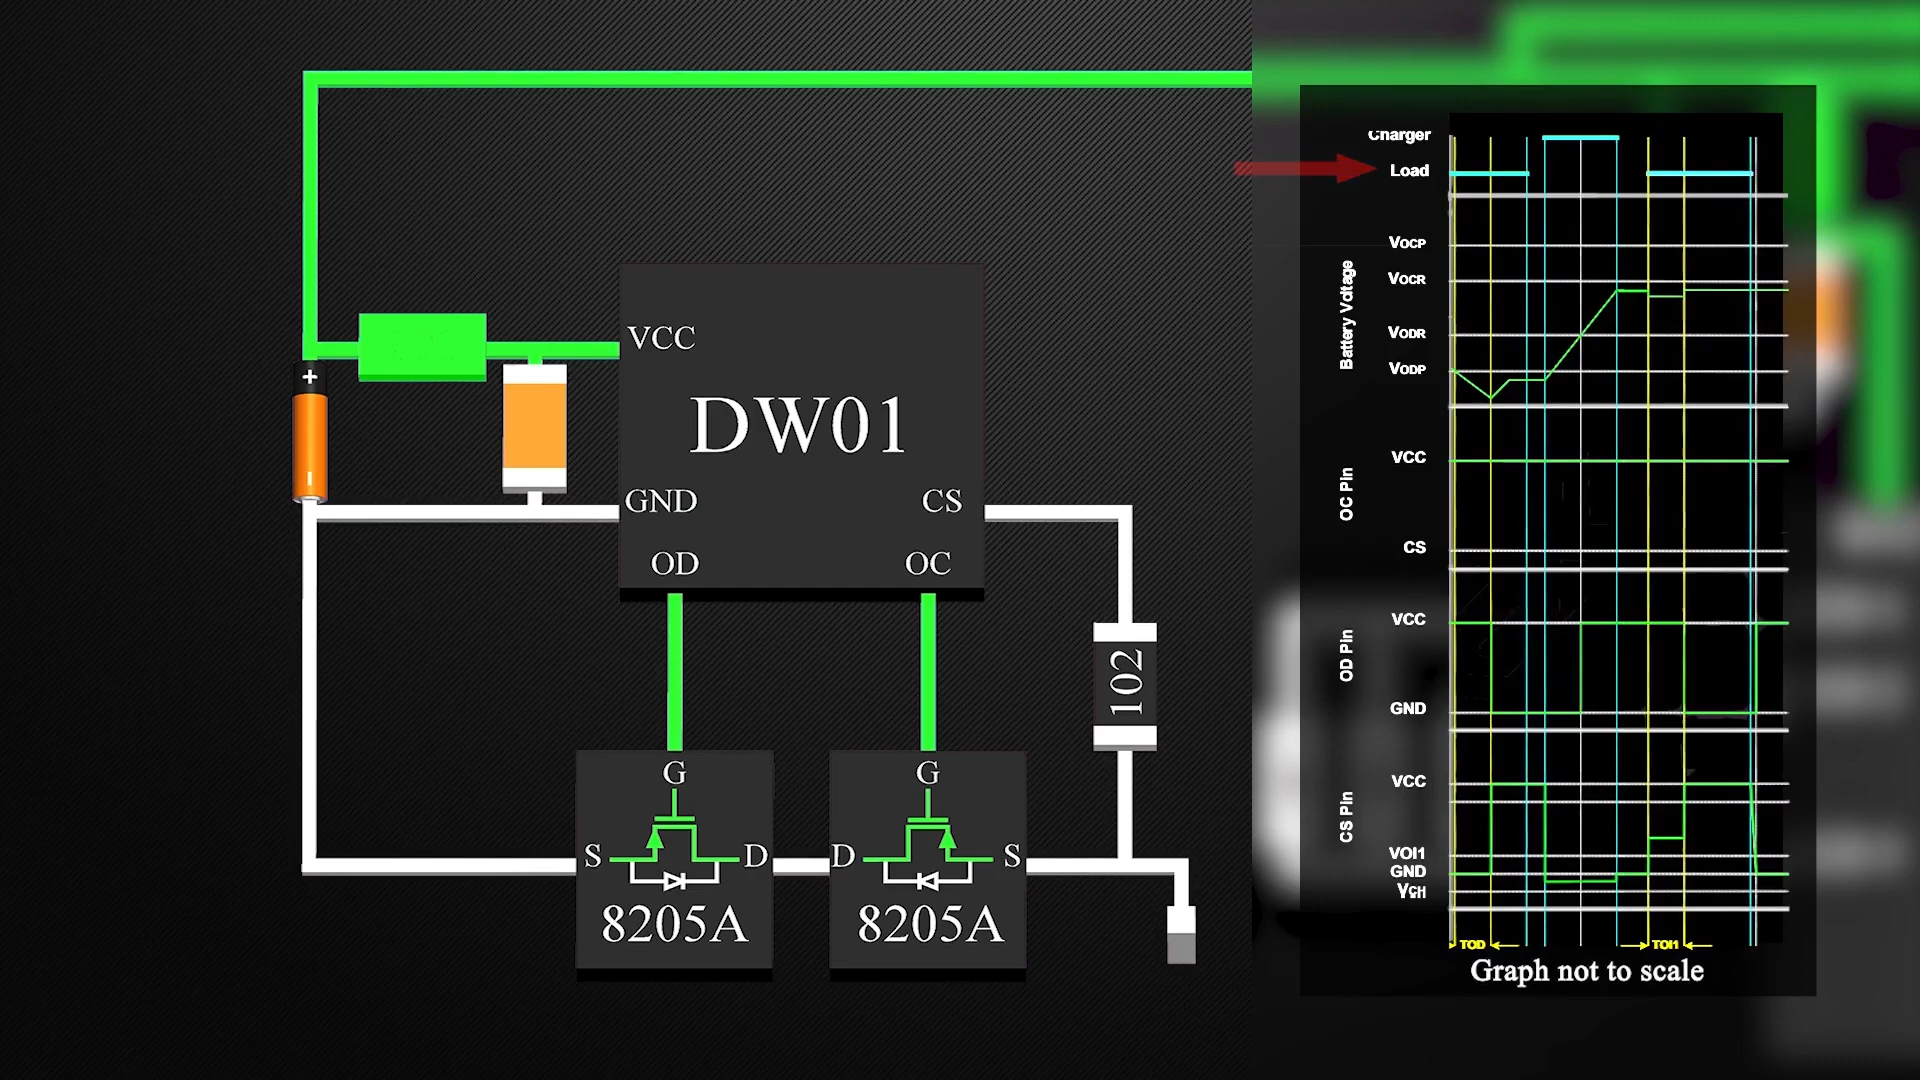 +
VCC
DW01
GND
CS
OD
OC
102
G
S
D
8205A
G
D
S
8205A
Charger
Load
Battery Voltage
VOCP
VOCR
VODR
VODP
OC Pin
VCC
CS
OD Pin
VCC
GND
CS Pin
VCC
VOI1
GND
VCH
TOD
TOI1
Graph not to scale